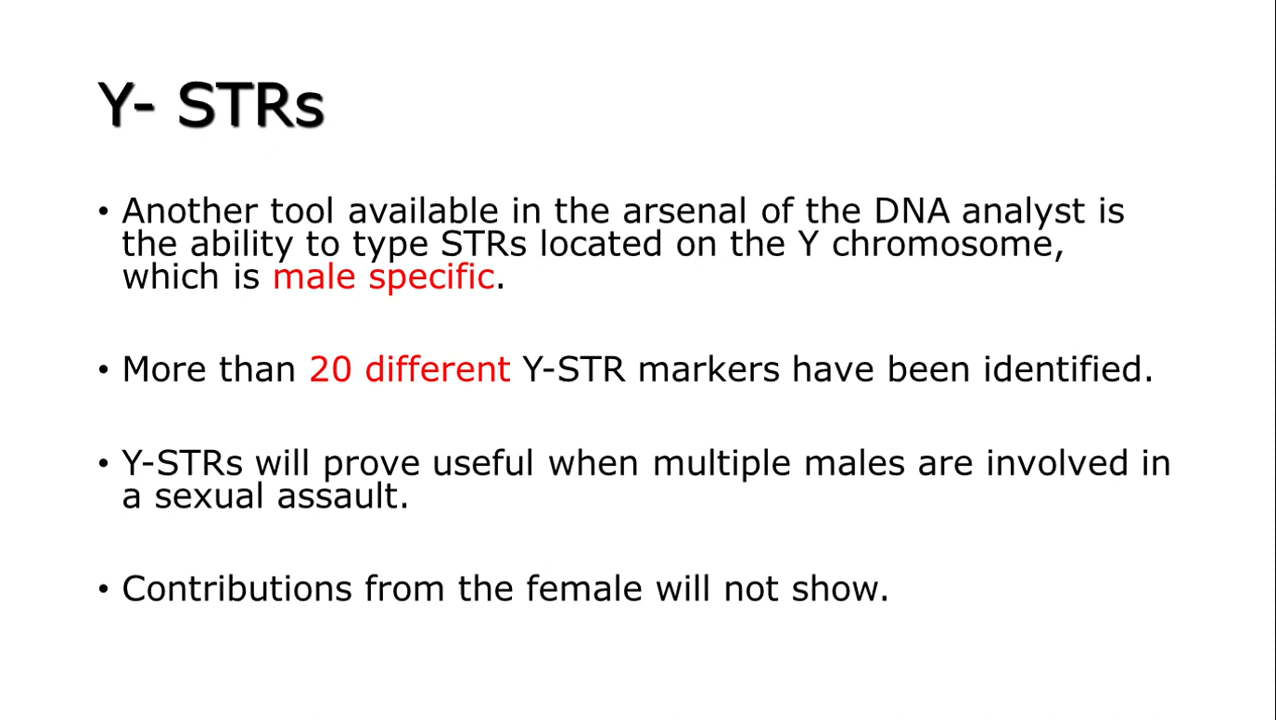 Y- STRs
• Another tool available in the arsenal of the DNA analyst is
the ability to type STRs located on the Y chromosome,
which is male specific.
• More than 20 different Y-STR markers have been identified.
• Y-STRs will prove useful when multiple males are involved in
a sexual assault.
• Contributions from the female will not show.